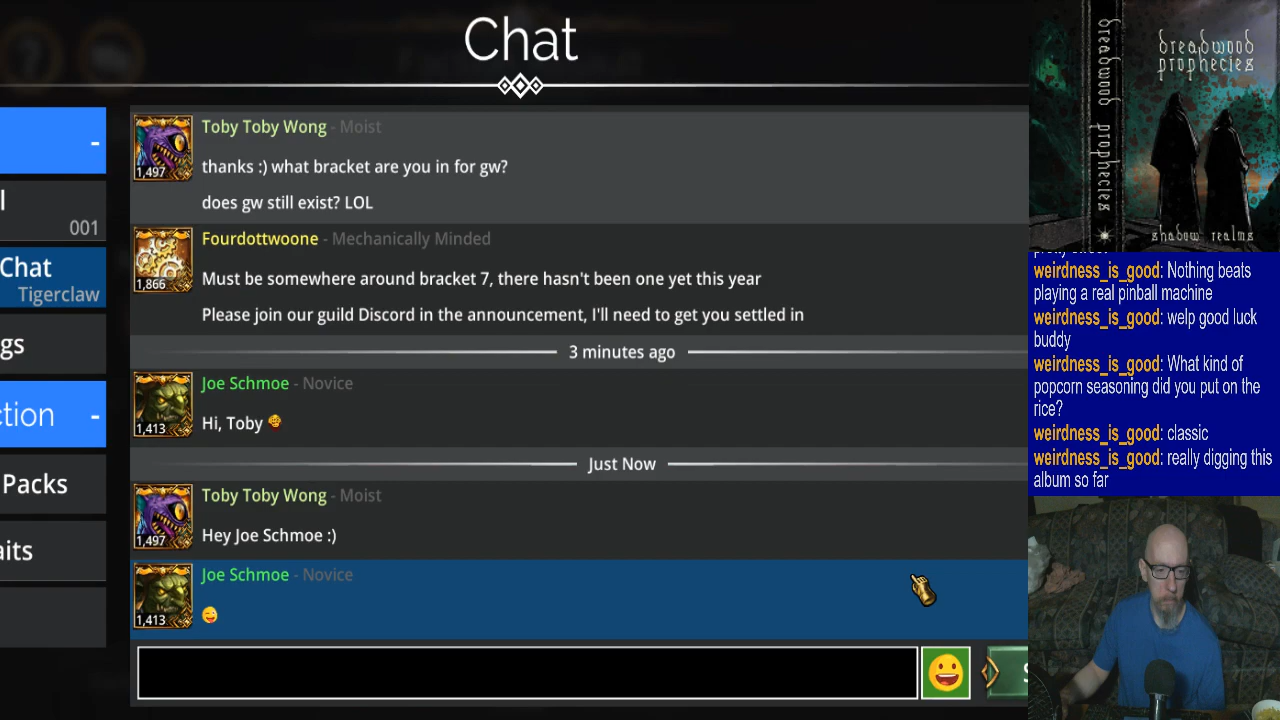 Chat
-
l
001
Chat
Tigerclaw
gs
ction -
Packs
aits
Toby Toby Wong - Moist
1,497
thanks :) what bracket are you in for gw?
does gw still exist? LOL
Fourdottwoone - Mechanically Minded
1,866
Must be somewhere around bracket 7, there hasn't been one yet this year
Please join our guild Discord in the announcement, I'll need to get you settled in
3 minutes ago
Joe Schmoe - Novice
1,413
Hi, Toby
Just Now
Toby Toby Wong - Moist
1,497
Hey Joe Schmoe :)
Joe Schmoe - Novice
1,413
dreadwood prophecies
dreadwood
prophecies
shadow realms
weirdness_is_good: Nothing beats
playing a real pinball machine
weirdness_is_good: welp good luck
buddy
weirdness_is_good: What kind of
popcorn seasoning did you put on the
rice?
weirdness_is_good: classic
weirdness_is_good: really digging this
album so far